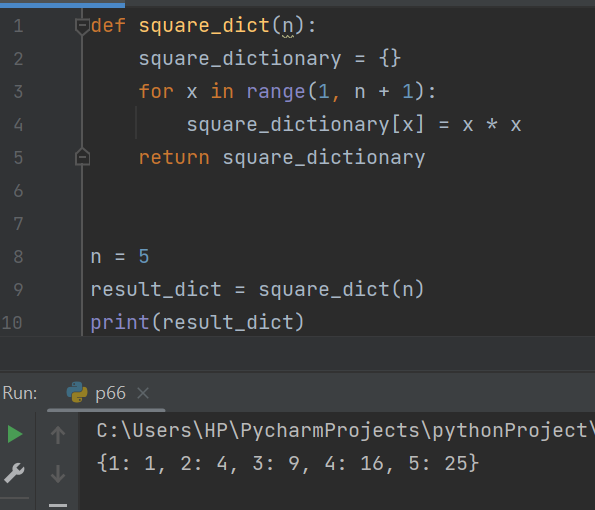 1 def square_dict(n):
2     square_dictionary = {}
3     for x in range(1, n + 1):
4         square_dictionary[x] = x * x
5     return square_dictionary
6
7
8 n = 5
9 result_dict = square_dict(n)
10 print(result_dict)
Run: p66
C:\Users\HP\PycharmProjects\pythonProject\
{1: 1, 2: 4, 3: 9, 4: 16, 5: 25}